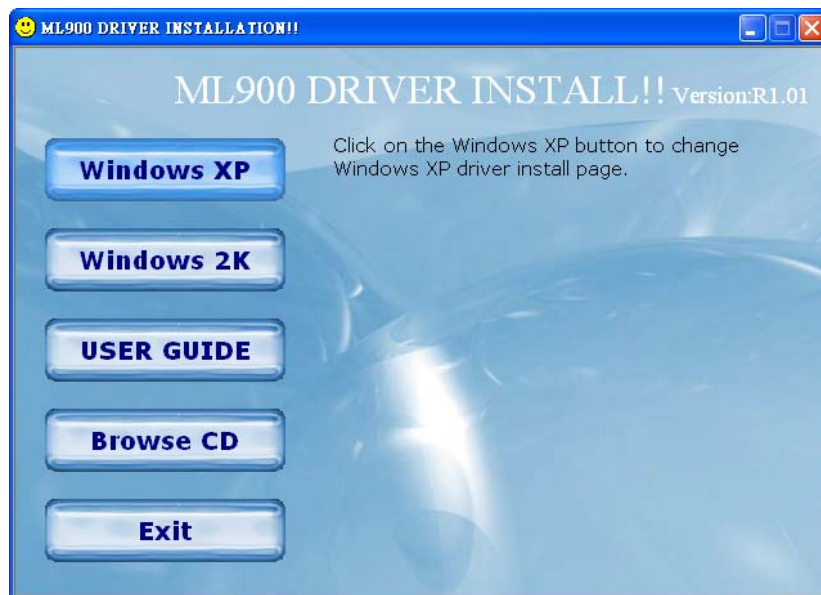 ML900 DRIVER INSTALLATION!!
ML900 DRIVER INSTALL!! Version:R1.01
Windows XP
Click on the Windows XP button to change
Windows XP driver install page.
Windows 2K
USER GUIDE
Browse CD
Exit